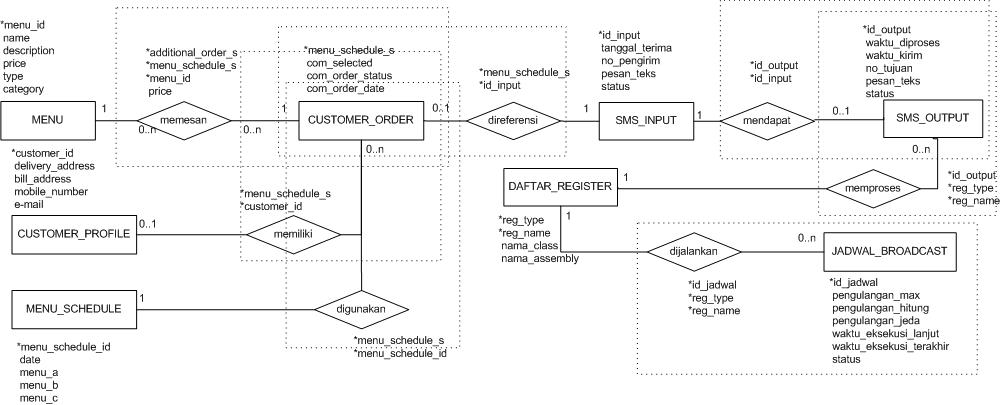 *menu_id
name
description
price
type
category
MENU
1
0..n
*additional_order_s
*menu_schedule_s
*menu_id
price
memesan
0..n
1
*menu_schedule_s
com_selected
com_order_status
com_order_date
CUSTOMER_ORDER
0..1
0..n
*menu_schedule_s
*id_input
direferensi
1
*id_input
tanggal_terima
no_pengirim
pesan_teks
status
SMS_INPUT
1
*id_output
*id_input
mendapat
0..1
*id_output
waktu_diproses
waktu_kirim
no_tujuan
pesan_teks
status
SMS_OUTPUT
0..n
*customer_id
delivery_address
bill_address
mobile_number
e-mail
CUSTOMER_PROFILE
0..1
*menu_schedule_s
*customer_id
memiliki
DAFTAR_REGISTER
1
1
memproses
*id_output
*reg_type
*reg_name
*reg_type
*reg_name
nama_class
nama_assembly
dijalankan
0..n
JADWAL_BROADCAST
*id_jadwal
*reg_type
*reg_name
*id_jadwal
pengulangan_max
pengulangan_hitung
pengulangan_jeda
waktu_eksekusi_lanjut
waktu_eksekusi_terakhir
status
MENU_SCHEDULE
1
digunakan
*menu_schedule_s
*menu_schedule_id
*menu_schedule_id
date
menu_a
menu_b
menu_c